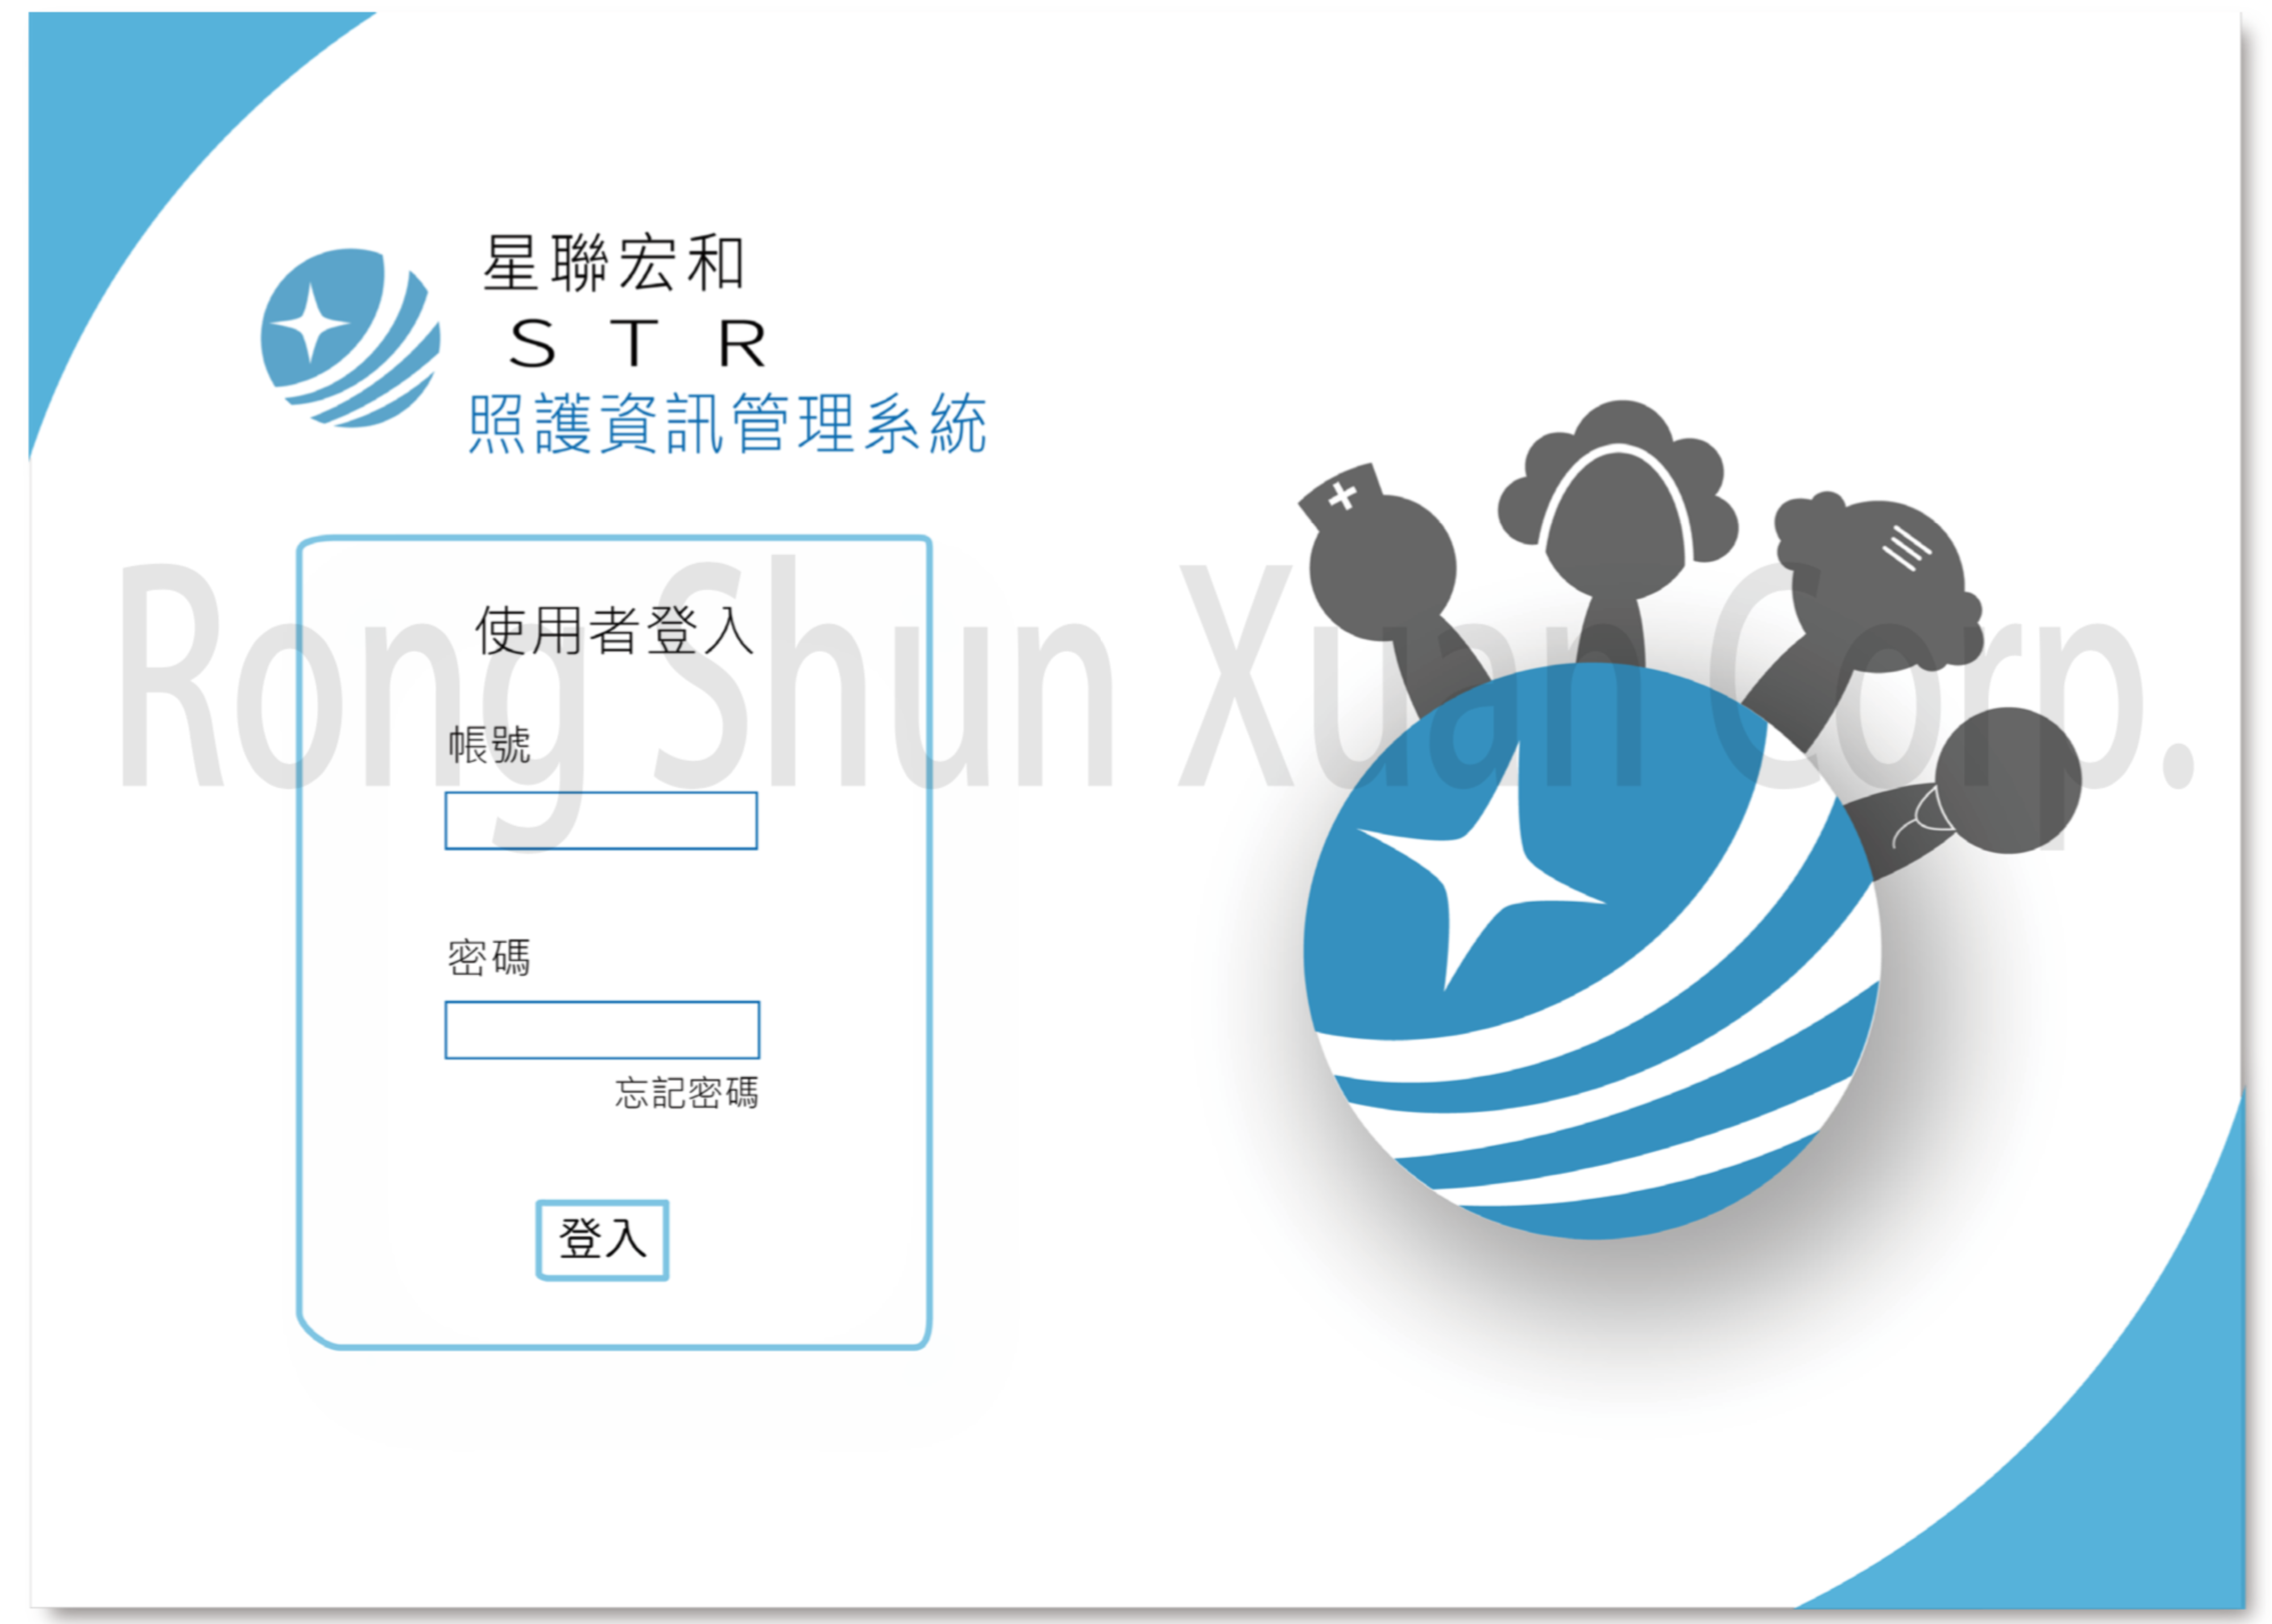 星聯宏和
STR
照護資訊管理系統
Rong Shun Xuan Corp.
使用者登入
帳號
密碼
忘記密碼
登入